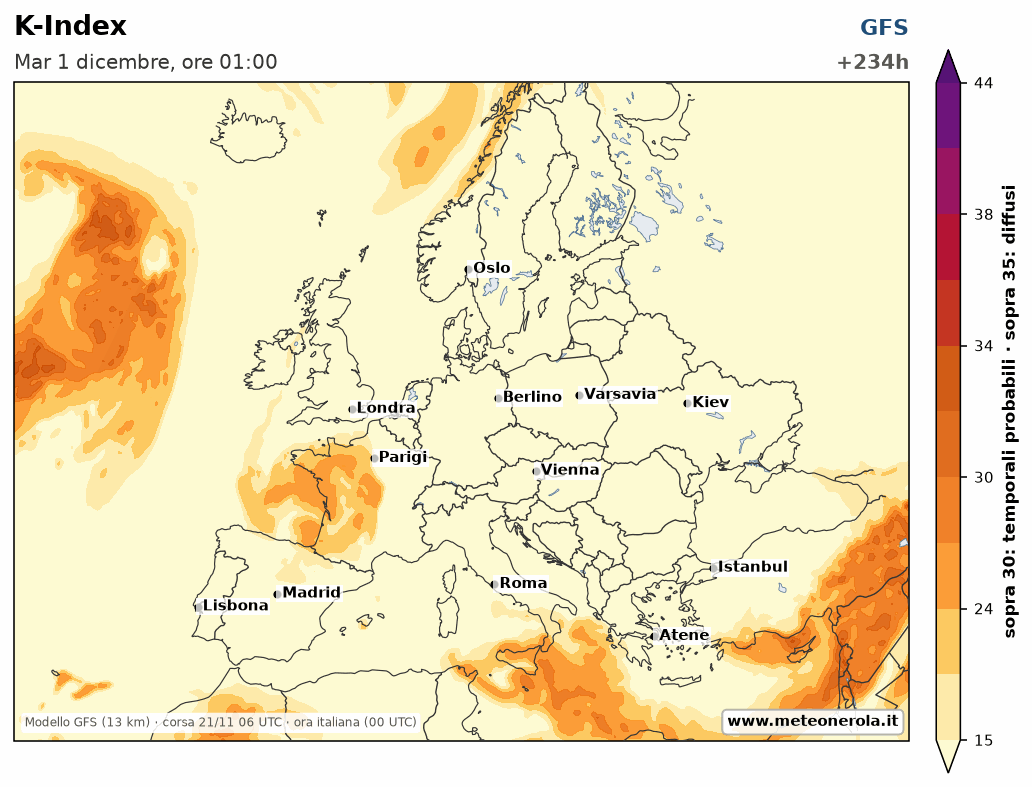 K-Index
GFS
Mar 1 dicembre, ore 01:00
+234h
44
38
34
30
24
15
sopra 30: temporali probabili · sopra 35: diffusi
Oslo
Londra
Berlino
Varsavia
Kiev
Parigi
Vienna
Istanbul
Roma
Madrid
Lisbona
Atene
Modello GFS (13 km) · corsa 21/11 06 UTC · ora italiana (00 UTC)
www.meteonerola.it